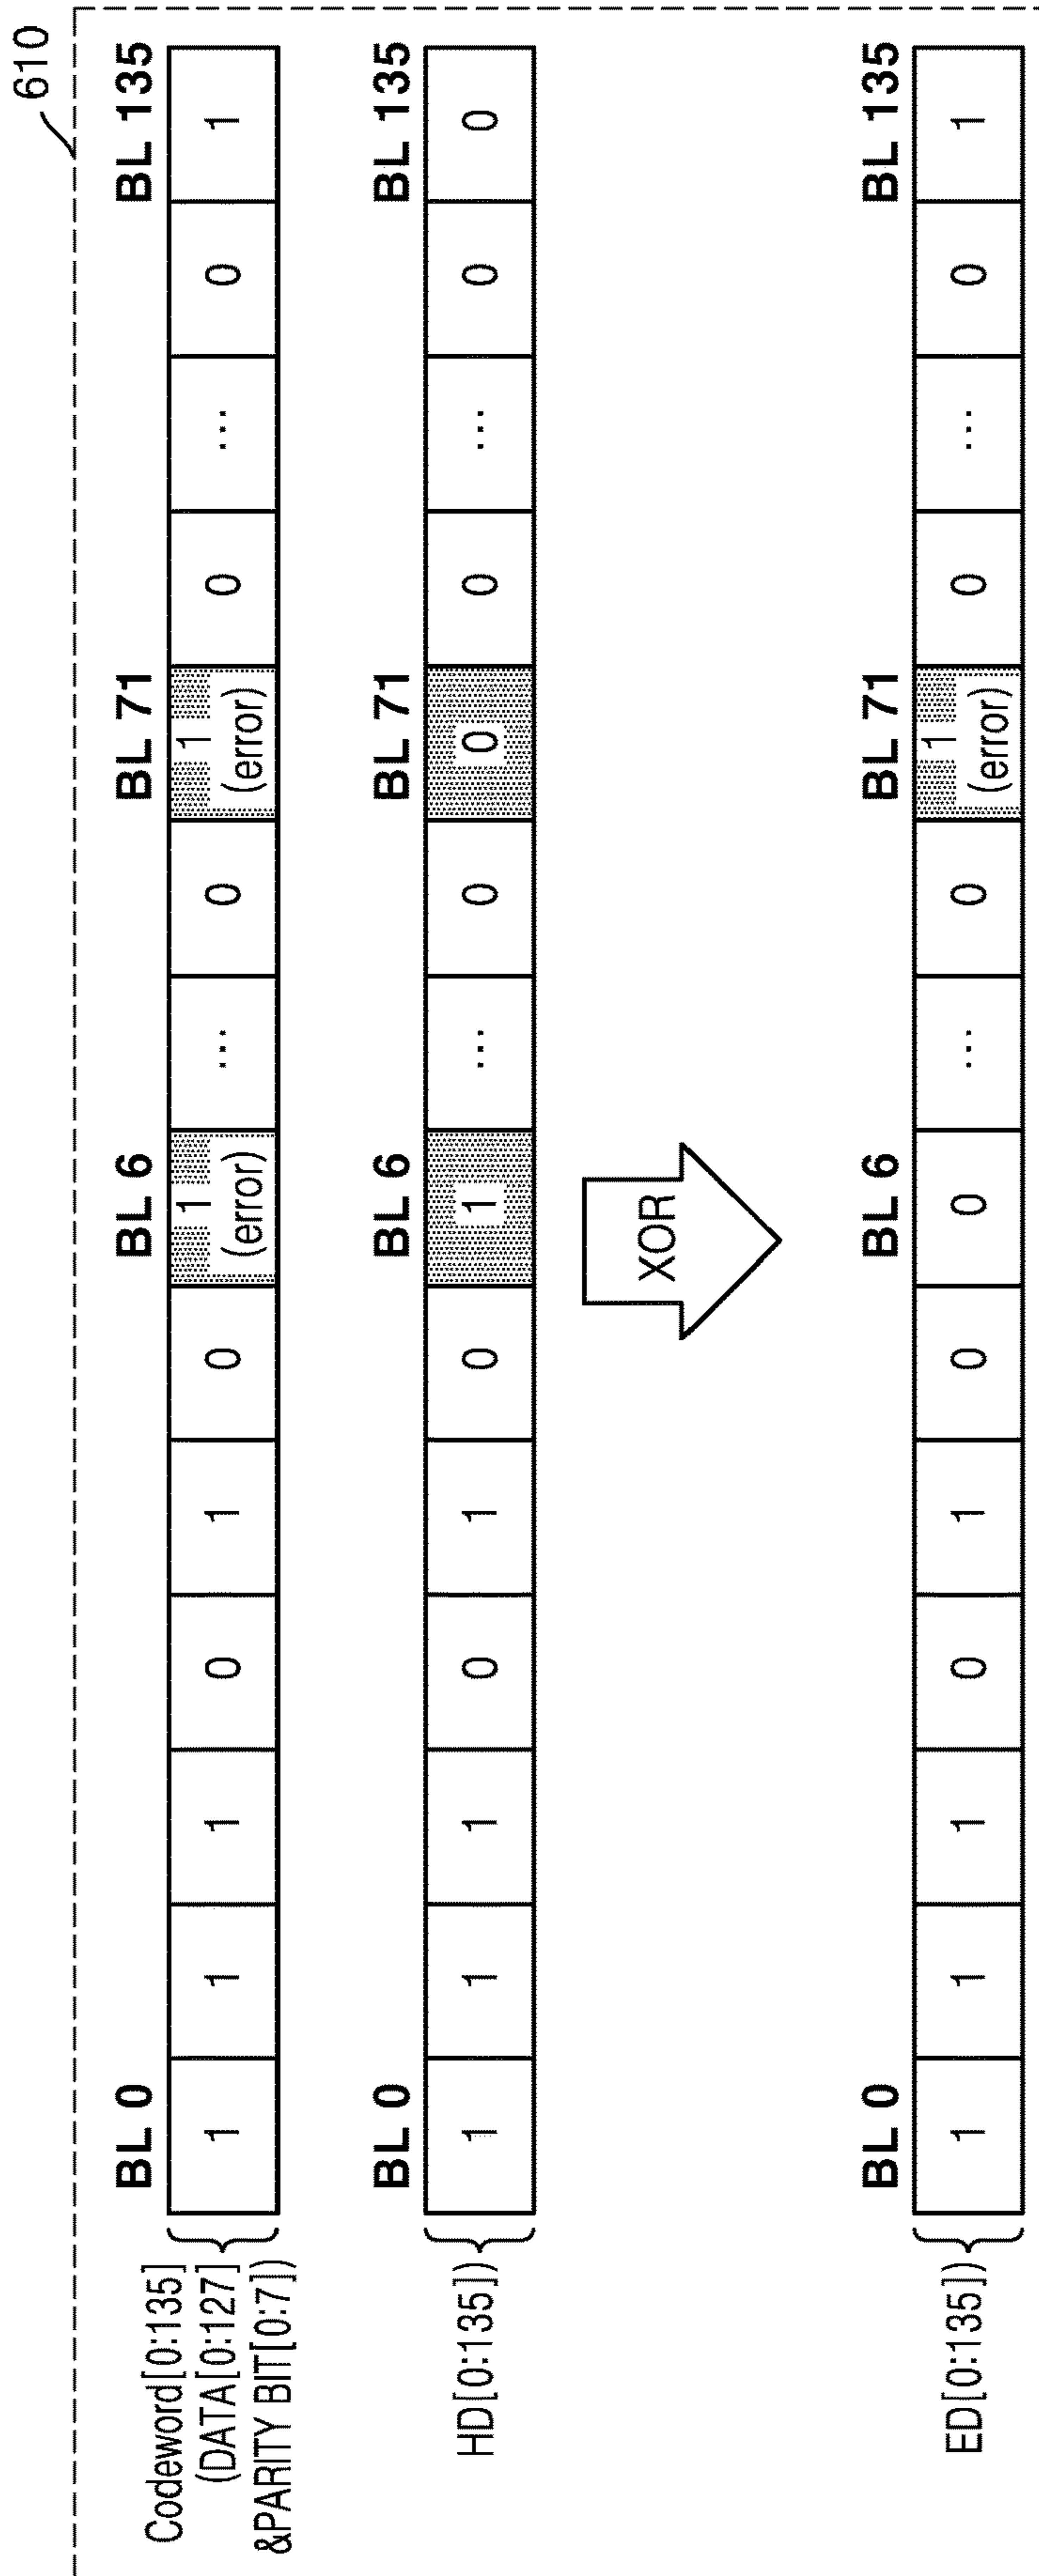 610
BL 0 BL 6 BL 71 BL 135
Codeword[0:135]
(DATA[0:127]
&PARITY BIT[0:7])
1 1 1 0 1 0 1 (error) ... 0 1 (error) 0 ... 0 1
BL 0 BL 6 BL 71 BL 135
HD[0:135])
1 1 1 0 1 0 1 ... 0 0 0 ... 0 0
XOR
BL 0 BL 6 BL 71 BL 135
ED[0:135])
1 1 1 0 1 0 0 ... 0 1 (error) 0 ... 0 1